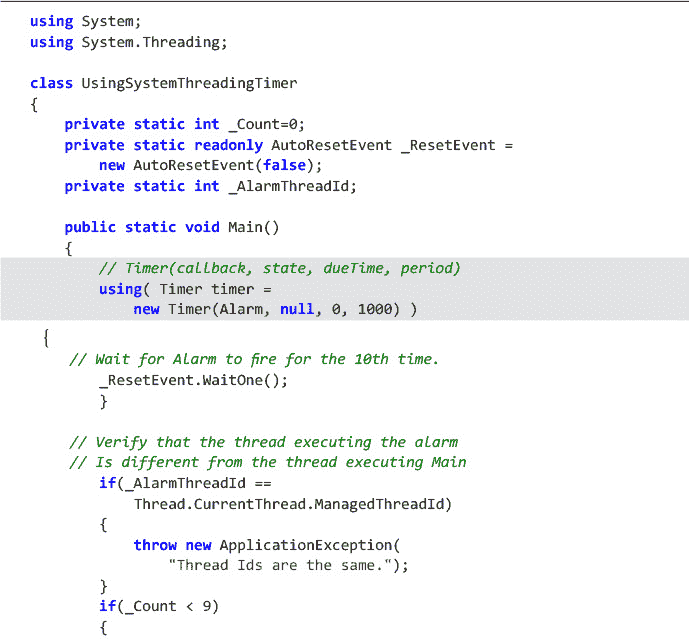 using System;
using System.Threading;

class UsingSystemThreadingTimer
{
    private static int _Count=0;
    private static readonly AutoResetEvent _ResetEvent =
        new AutoResetEvent(false);
    private static int _AlarmThreadId;

    public static void Main()
    {
        // Timer(callback, state, dueTime, period)
        using( Timer timer =
            new Timer(Alarm, null, 0, 1000) )
  {
     // Wait for Alarm to fire for the 10th time.
        _ResetEvent.WaitOne();
        }

     // Verify that the thread executing the alarm
     // Is different from the thread executing Main
        if(_AlarmThreadId ==
            Thread.CurrentThread.ManagedThreadId)
        {
            throw new ApplicationException(
                "Thread Ids are the same.");
        }
        if(_Count < 9)
        {